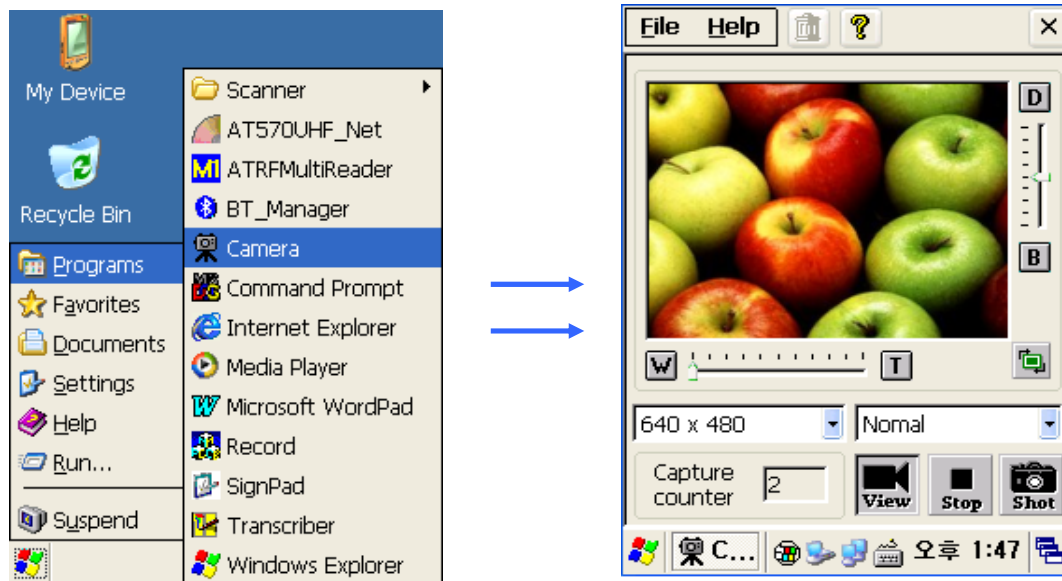 My Device
Recycle Bin
Programs
Favorites
Documents
Settings
Help
Run...
Suspend
Scanner
AT570UHF_Net
M1 ATRFMultiReader
BT_Manager
Camera
Command Prompt
Internet Explorer
Media Player
Microsoft WordPad
Record
SignPad
Transcriber
Windows Explorer
File Help ? ×
D
B
W T
640 x 480 Nomal
Capture
counter 2 View Stop Shot
C... 오후 1:47